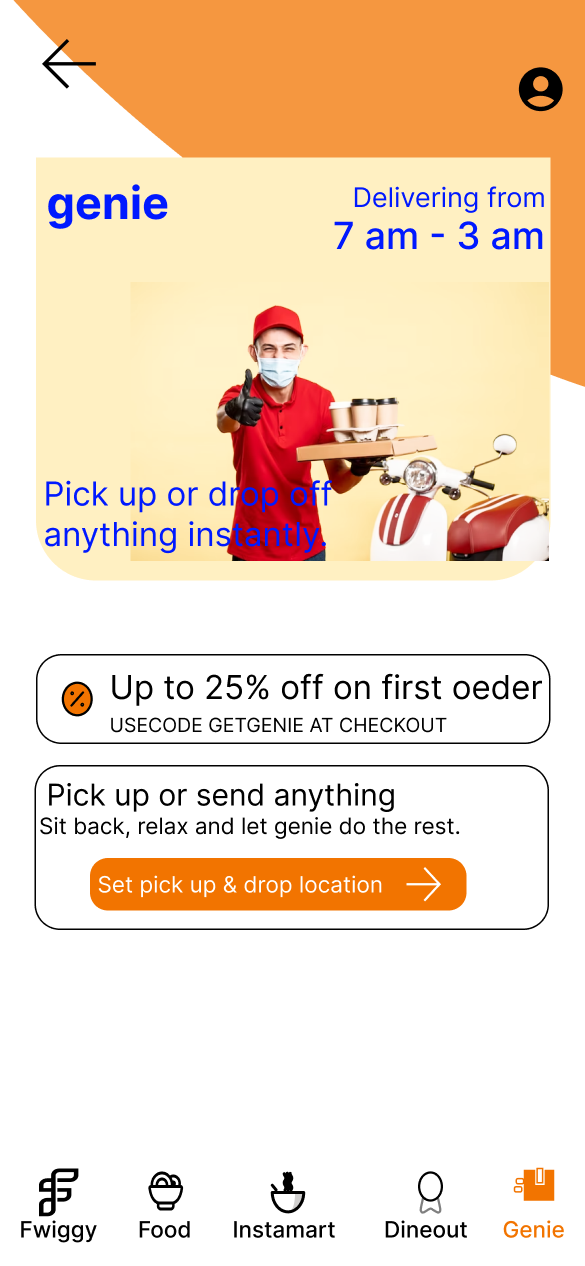 genie
Delivering from
7 am - 3 am
Pick up or drop off
anything instantly.
Up to 25% off on first oeder
USECODE GETGENIE AT CHECKOUT
Pick up or send anything
Sit back, relax and let genie do the rest.
Set pick up & drop location
Fwiggy
Food
Instamart
Dineout
Genie